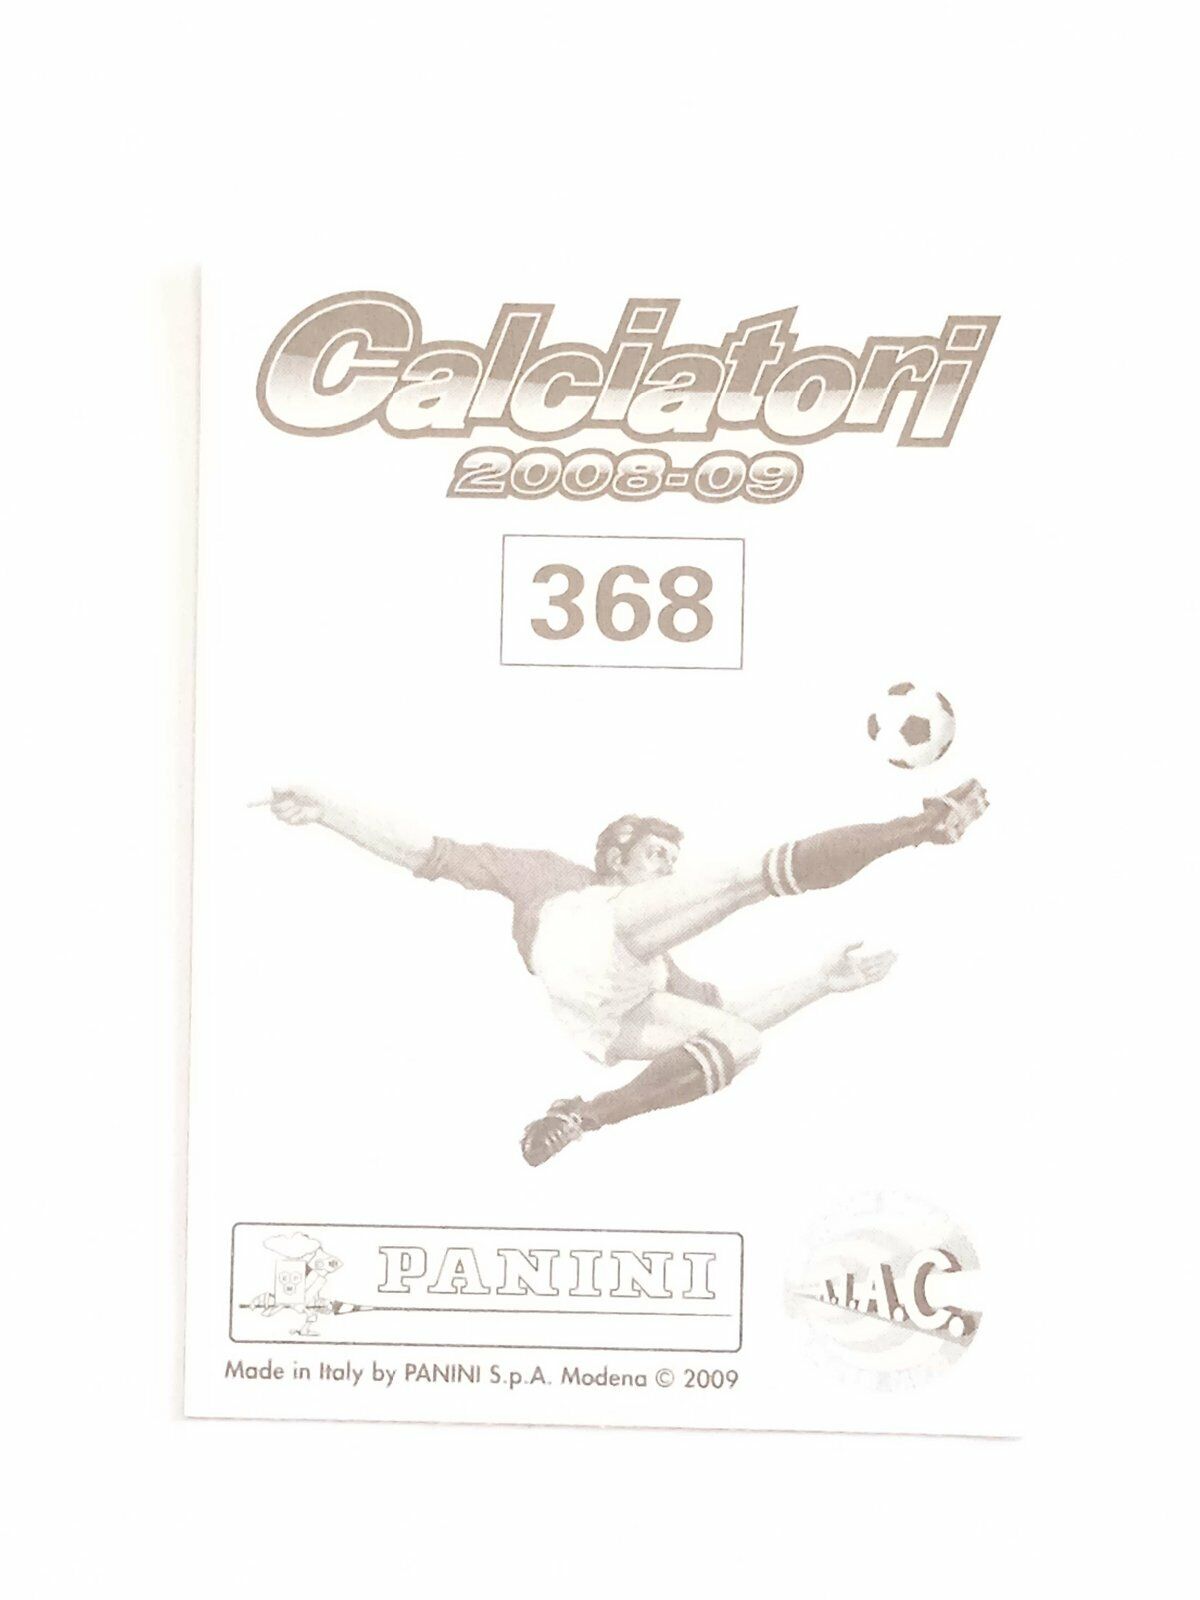 Calciatori
2008-09
368
PANINI
A.I.A.C.
Made in Italy by PANINI S.p.A. Modena © 2009